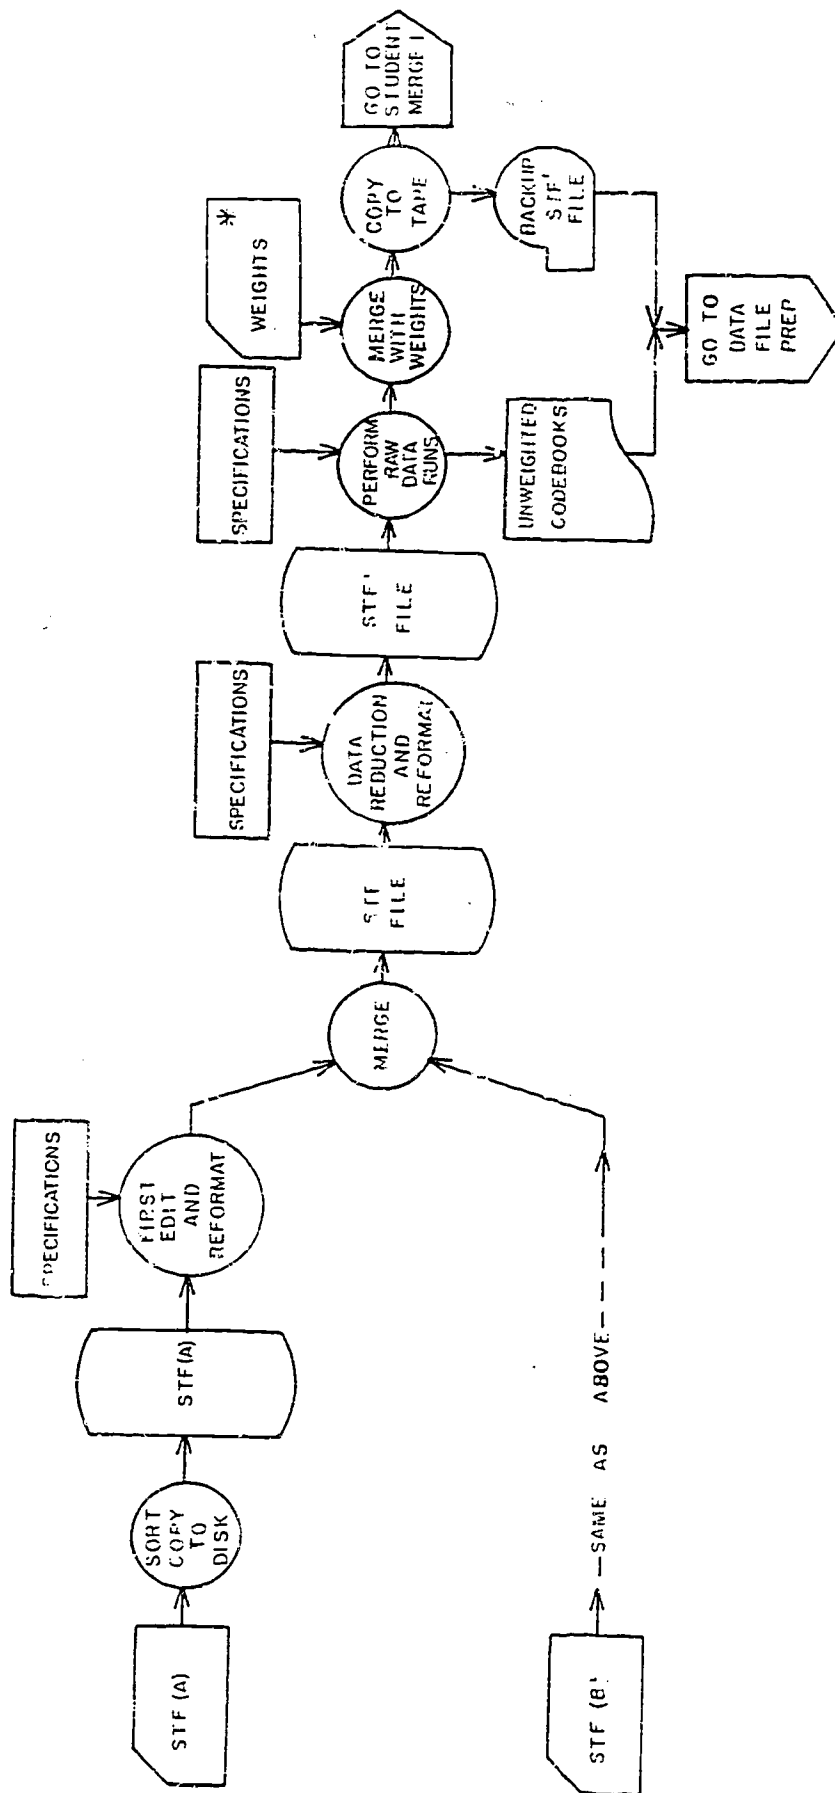 STF (A)
SORT
COPY
TO
DISK
STF(A)
SPECIFICATIONS
FIRST
EDIT
AND
REFORMAT
STF (B)
SAME AS ABOVE
MERGE
STF
FILE
SPECIFICATIONS
DATA
REDUCTION
AND
REFORMAT
STF'
FILE
SPECIFICATIONS
PERFORM
RAW
DATA
RUNS
UNWEIGHTED
CODEBOOKS
*
WEIGHTS
MERGE
WITH
WEIGHTS
COPY
TO
TAPE
BACKUP
STF'
FILE
GO TO
STUDENT
MERGE I
GO TO
DATA
FILE
PREP